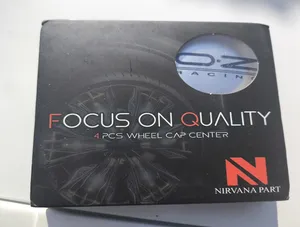 O.Z
RACING
FOCUS ON QUALITY
4 PCS WHEEL CAP CENTER
N
NIRVANA PART